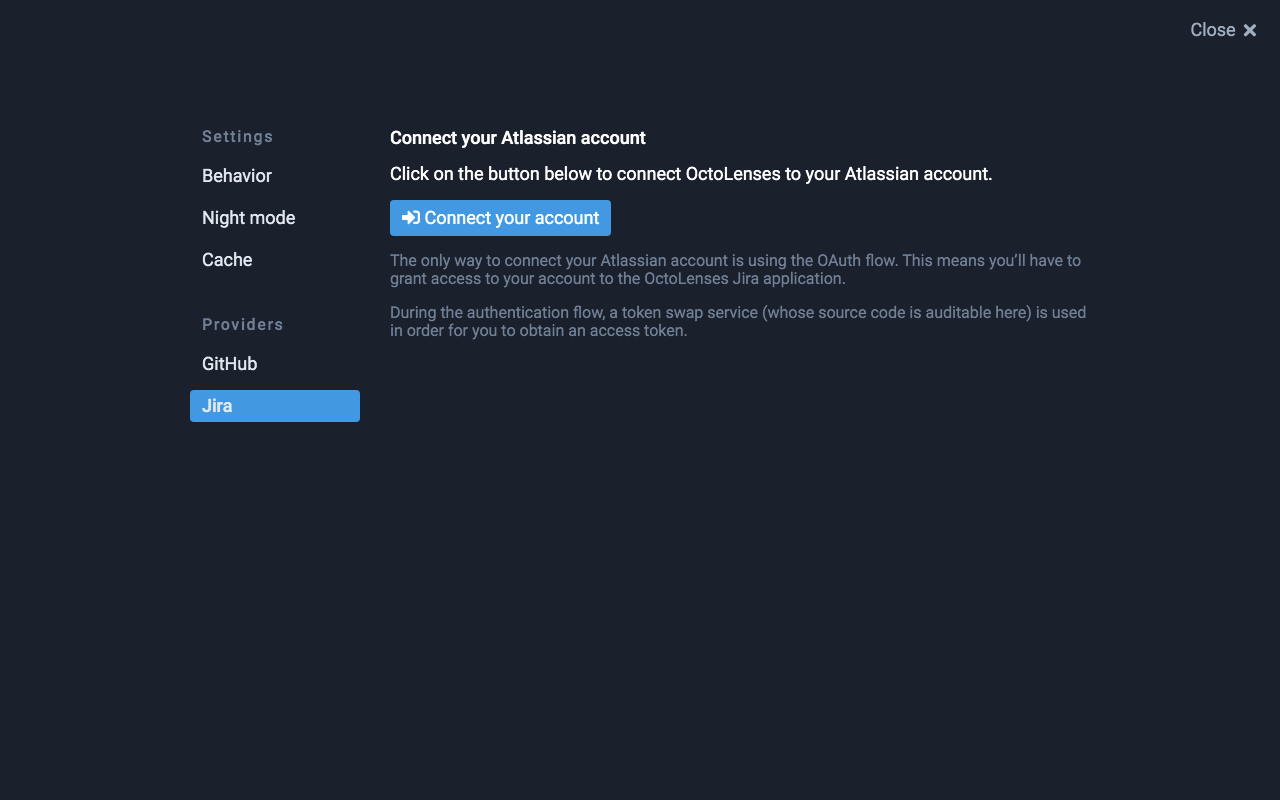 Close
Settings
Behavior
Night mode
Cache
Providers
GitHub
Jira
Connect your Atlassian account
Click on the button below to connect OctoLenses to your Atlassian account.
Connect your account
The only way to connect your Atlassian account is using the OAuth flow. This means you’ll have to
grant access to your account to the OctoLenses Jira application.
During the authentication flow, a token swap service (whose source code is auditable here) is used
in order for you to obtain an access token.